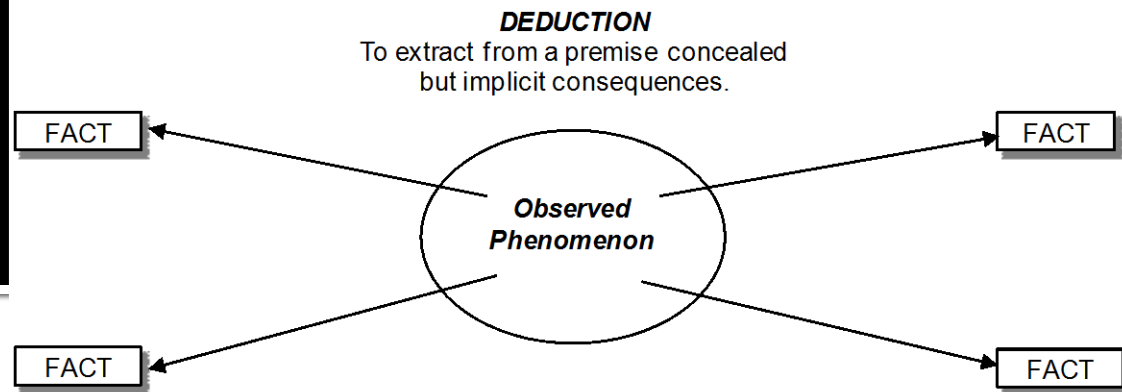 DEDUCTION
To extract from a premise concealed
but implicit consequences.
FACT
FACT
Observed
Phenomenon
FACT
FACT